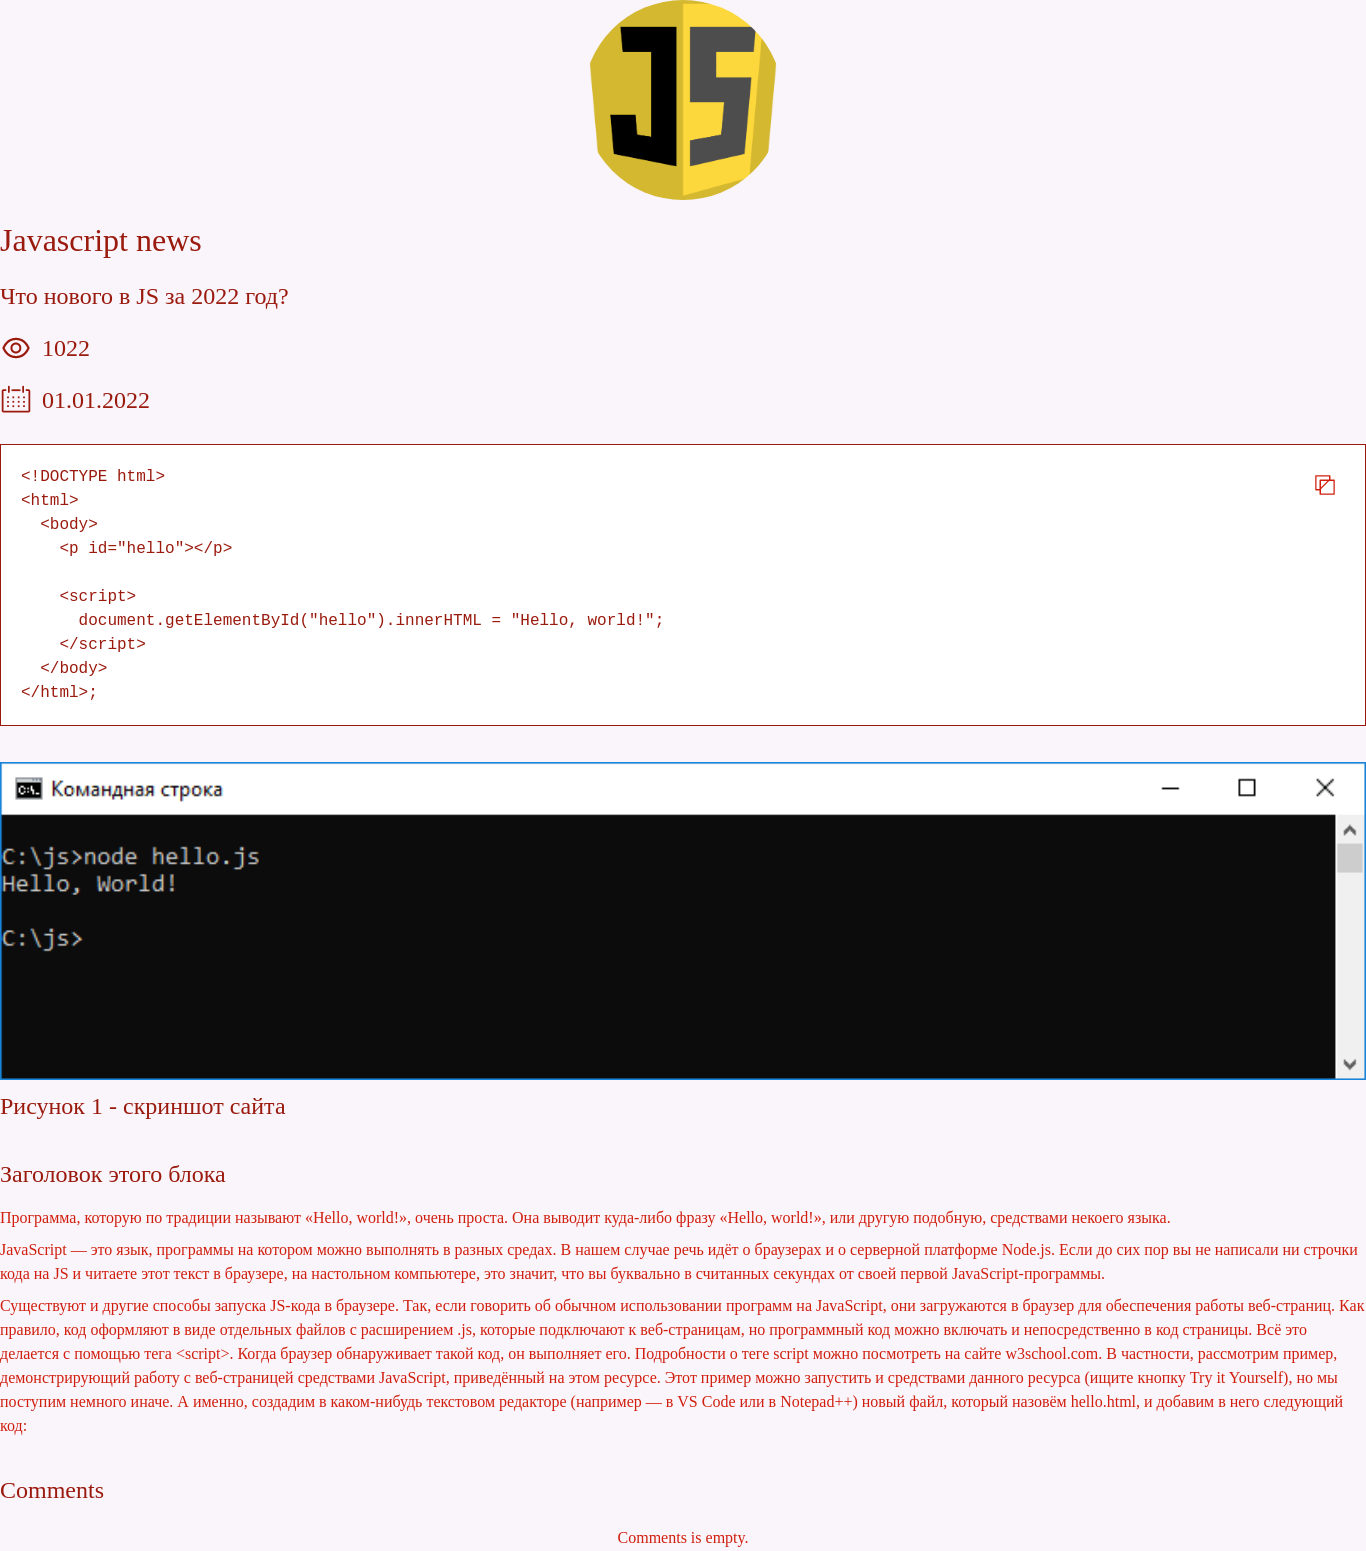 JS
Javascript news
Что нового в JS за 2022 год?
1022
01.01.2022
<!DOCTYPE html>
<html>
  <body>
    <p id="hello"></p>

    <script>
      document.getElementById("hello").innerHTML = "Hello, world!";
    </script>
  </body>
</html>;
C:\. Командная строка
C:\js>node hello.js
Hello, World!
C:\js>
Рисунок 1 - скриншот сайта
Заголовок этого блока
Программа, которую по традиции называют «Hello, world!», очень проста. Она выводит куда-либо фразу «Hello, world!», или другую подобную, средствами некоего языка.
JavaScript — это язык, программы на котором можно выполнять в разных средах. В нашем случае речь идёт о браузерах и о серверной платформе Node.js. Если до сих пор вы не написали ни строчки
кода на JS и читаете этот текст в браузере, на настольном компьютере, это значит, что вы буквально в считанных секундах от своей первой JavaScript-программы.
Существуют и другие способы запуска JS-кода в браузере. Так, если говорить об обычном использовании программ на JavaScript, они загружаются в браузер для обеспечения работы веб-страниц. Как
правило, код оформляют в виде отдельных файлов с расширением .js, которые подключают к веб-страницам, но программный код можно включать и непосредственно в код страницы. Всё это
делается с помощью тега <script>. Когда браузер обнаруживает такой код, он выполняет его. Подробности о теге script можно посмотреть на сайте w3school.com. В частности, рассмотрим пример,
демонстрирующий работу с веб-страницей средствами JavaScript, приведённый на этом ресурсе. Этот пример можно запустить и средствами данного ресурса (ищите кнопку Try it Yourself), но мы
поступим немного иначе. А именно, создадим в каком-нибудь текстовом редакторе (например — в VS Code или в Notepad++) новый файл, который назовём hello.html, и добавим в него следующий
код:
Comments
Comments is empty.